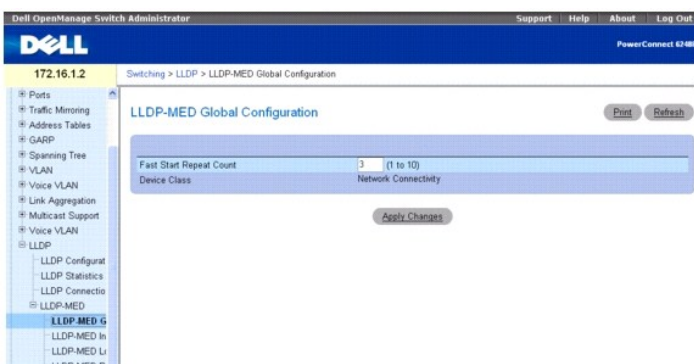 Dell OpenManage Switch Administrator
Support Help About Log Out
DELL
PowerConnect 6248
172.16.1.2
Switching > LLDP > LLDP-MED Global Configuration
Ports
Traffic Mirroring
Address Tables
GARP
Spanning Tree
VLAN
Voice VLAN
Link Aggregation
Multicast Support
Voice VLAN
LLDP
LLDP Configurat
LLDP Statistics
LLDP Connectio
LLDP-MED
LLDP-MED G
LLDP-MED In
LLDP-MED Lo
LLDP-MED Global Configuration
Print Refresh
Fast Start Repeat Count 3 (1 to 10)
Device Class Network Connectivity
Apply Changes